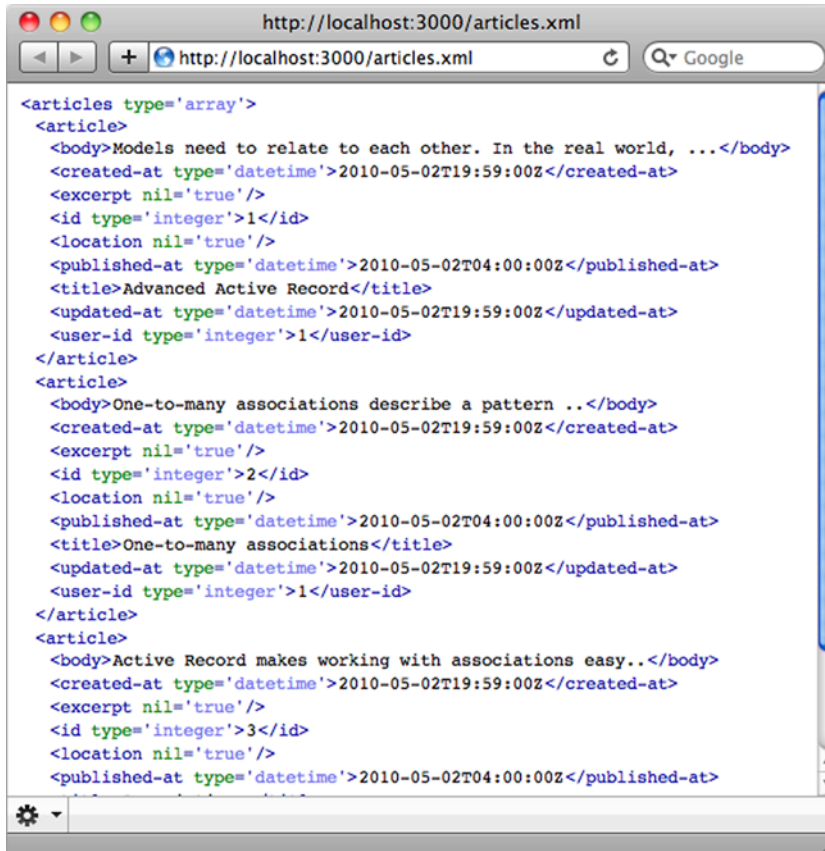 http://localhost:3000/articles.xml
http://localhost:3000/articles.xml
Google
<articles type='array'>
<article>
<body>Models need to relate to each other. In the real world, ...</body>
<created-at type='datetime'>2010-05-02T19:59:00Z</created-at>
<excerpt nil='true'/>
<id type='integer'>1</id>
<location nil='true'/>
<published-at type='datetime'>2010-05-02T04:00:00Z</published-at>
<title>Advanced Active Record</title>
<updated-at type='datetime'>2010-05-02T19:59:00Z</updated-at>
<user-id type='integer'>1</user-id>
</article>
<article>
<body>One-to-many associations describe a pattern ..</body>
<created-at type='datetime'>2010-05-02T19:59:00Z</created-at>
<excerpt nil='true'/>
<id type='integer'>2</id>
<location nil='true'/>
<published-at type='datetime'>2010-05-02T04:00:00Z</published-at>
<title>One-to-many associations</title>
<updated-at type='datetime'>2010-05-02T19:59:00Z</updated-at>
<user-id type='integer'>1</user-id>
</article>
<article>
<body>Active Record makes working with associations easy..</body>
<created-at type='datetime'>2010-05-02T19:59:00Z</created-at>
<excerpt nil='true'/>
<id type='integer'>3</id>
<location nil='true'/>
<published-at type='datetime'>2010-05-02T04:00:00Z</published-at>